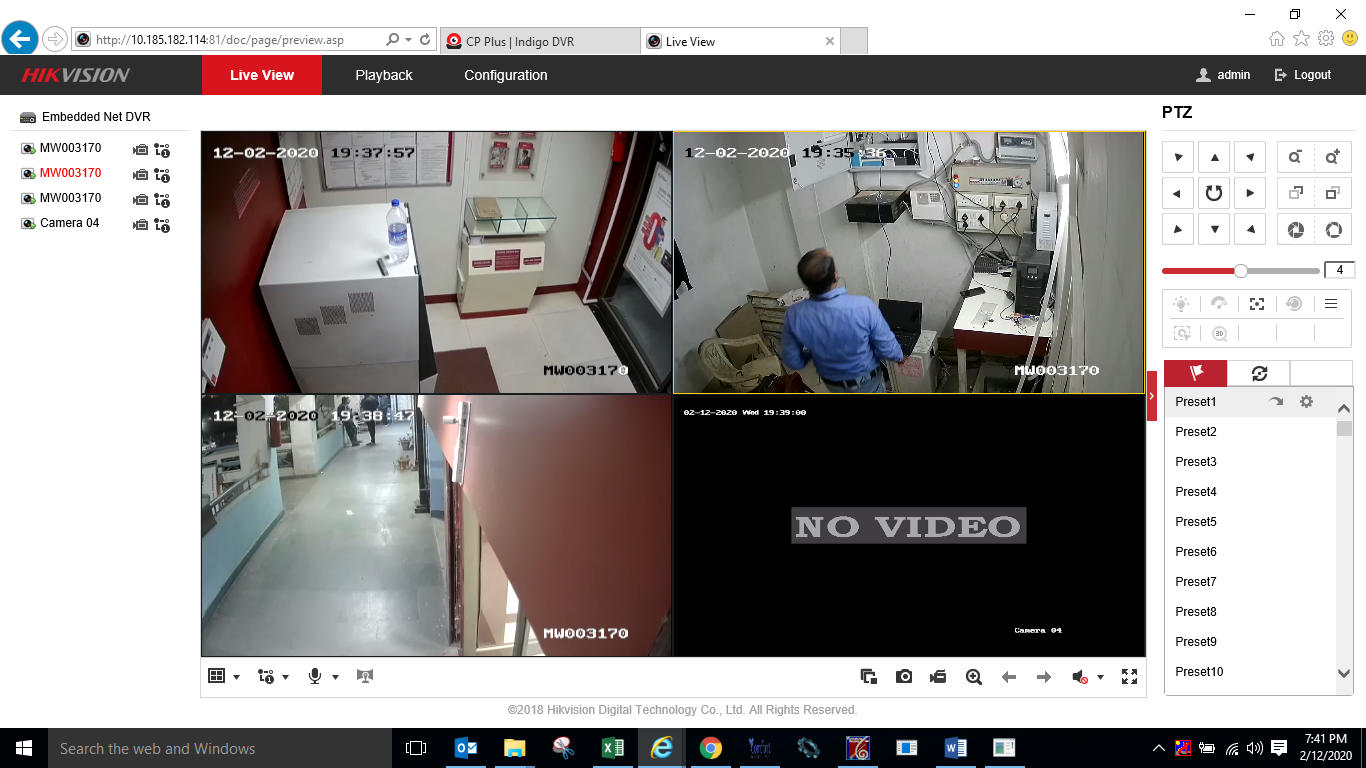 http://10.185.182.114:81/doc/page/preview.asp
CP Plus | Indigo DVR
Live View
HIKVISION
Live View
Playback
Configuration
admin
Logout
Embedded Net DVR
MW003170
MW003170
MW003170
Camera 04
12-02-2020 19:37:57
MW003170
12-02-2020 19:35:36
MW003170
12-02-2020 19:38:47
MW003170
02-12-2020 Wed 19:39:00
NO VIDEO
Camera 04
PTZ
4
3D
Preset1
Preset2
Preset3
Preset4
Preset5
Preset6
Preset7
Preset8
Preset9
Preset10
©2018 Hikvision Digital Technology Co., Ltd. All Rights Reserved.
Search the web and Windows
7:41 PM
2/12/2020